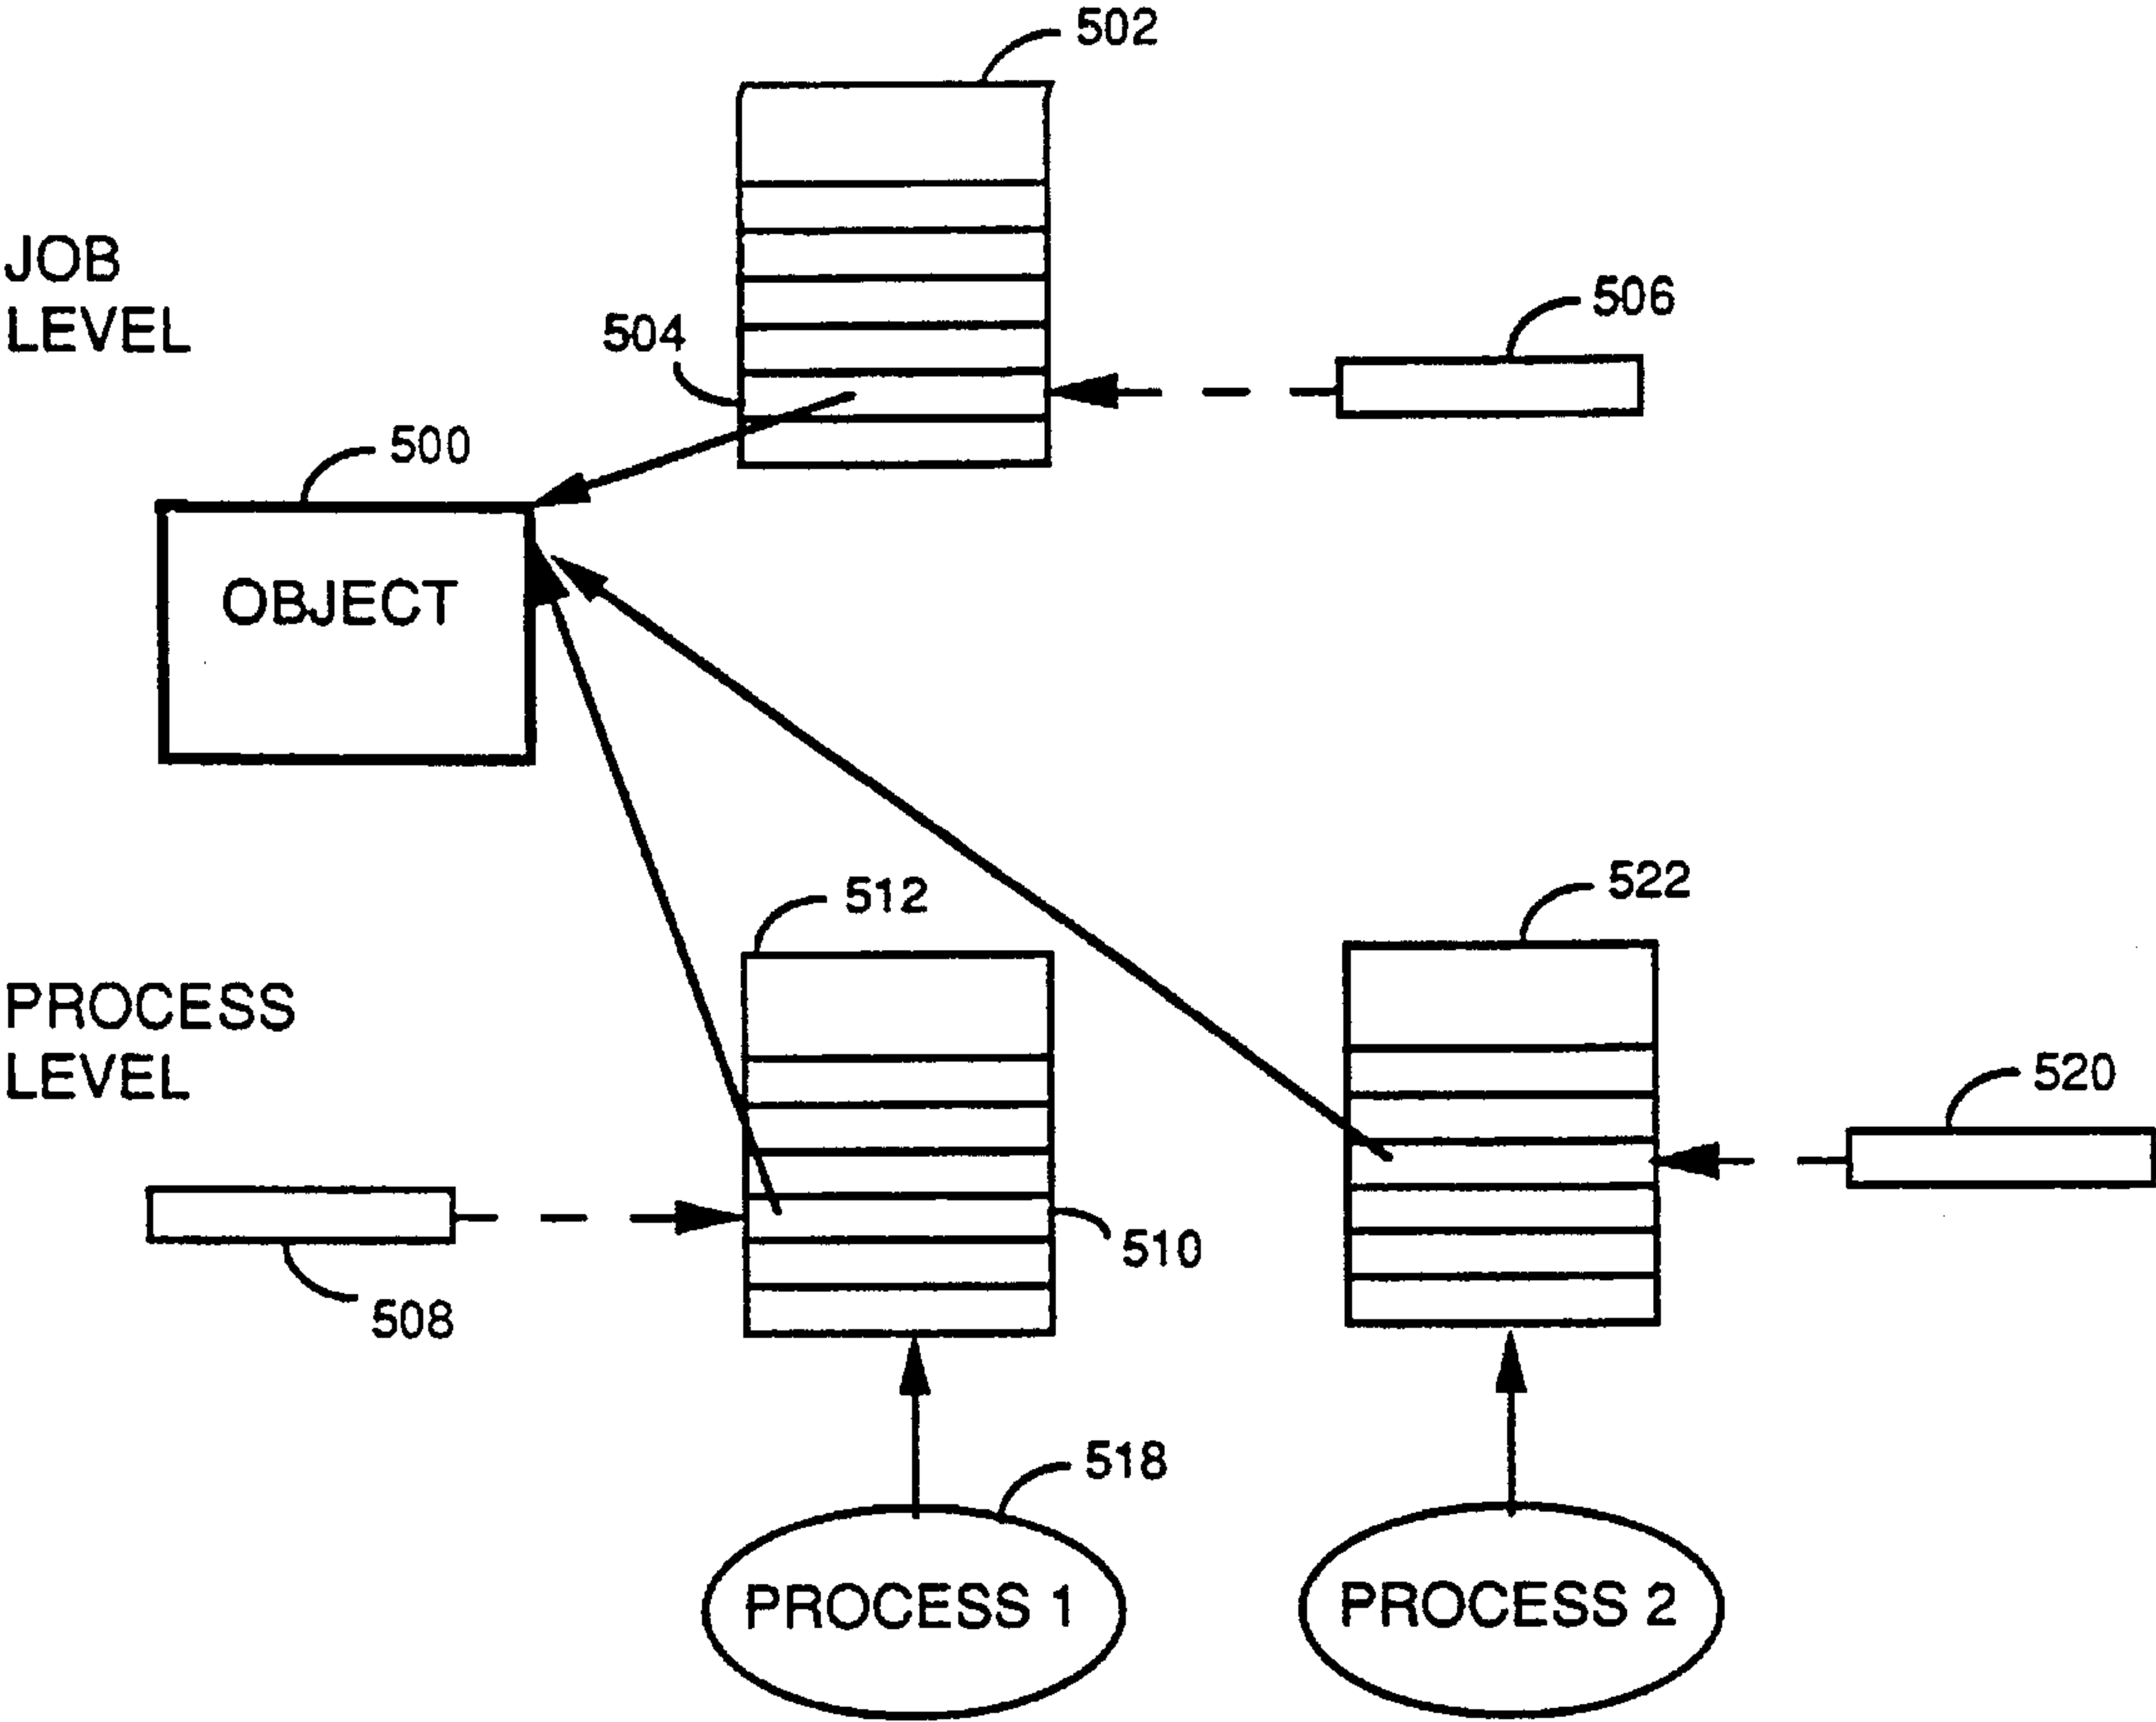 502
JOB
LEVEL
506
504
500
OBJECT
512
522
PROCESS
LEVEL
520
510
508
518
PROCESS 1
PROCESS 2